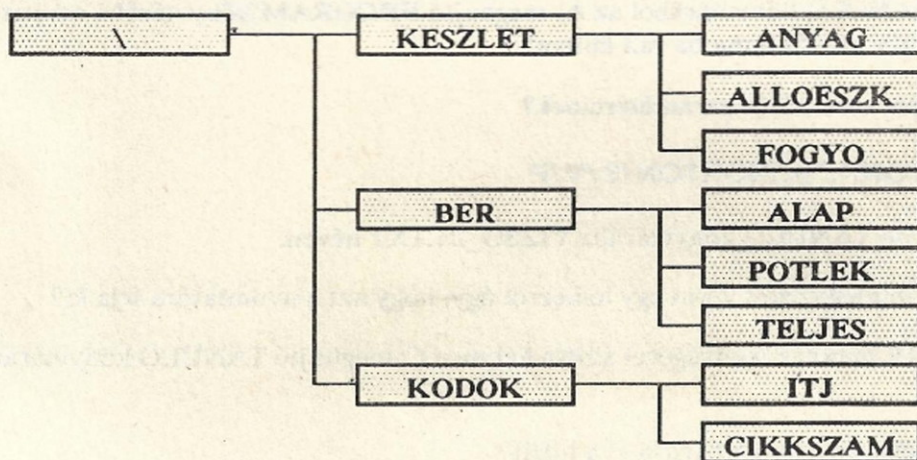 \
KESZLET
ANYAG
ALLOESZK
FOGYO
BER
ALAP
POTLEK
TELJES
KODOK
ITJ
CIKKSZAM